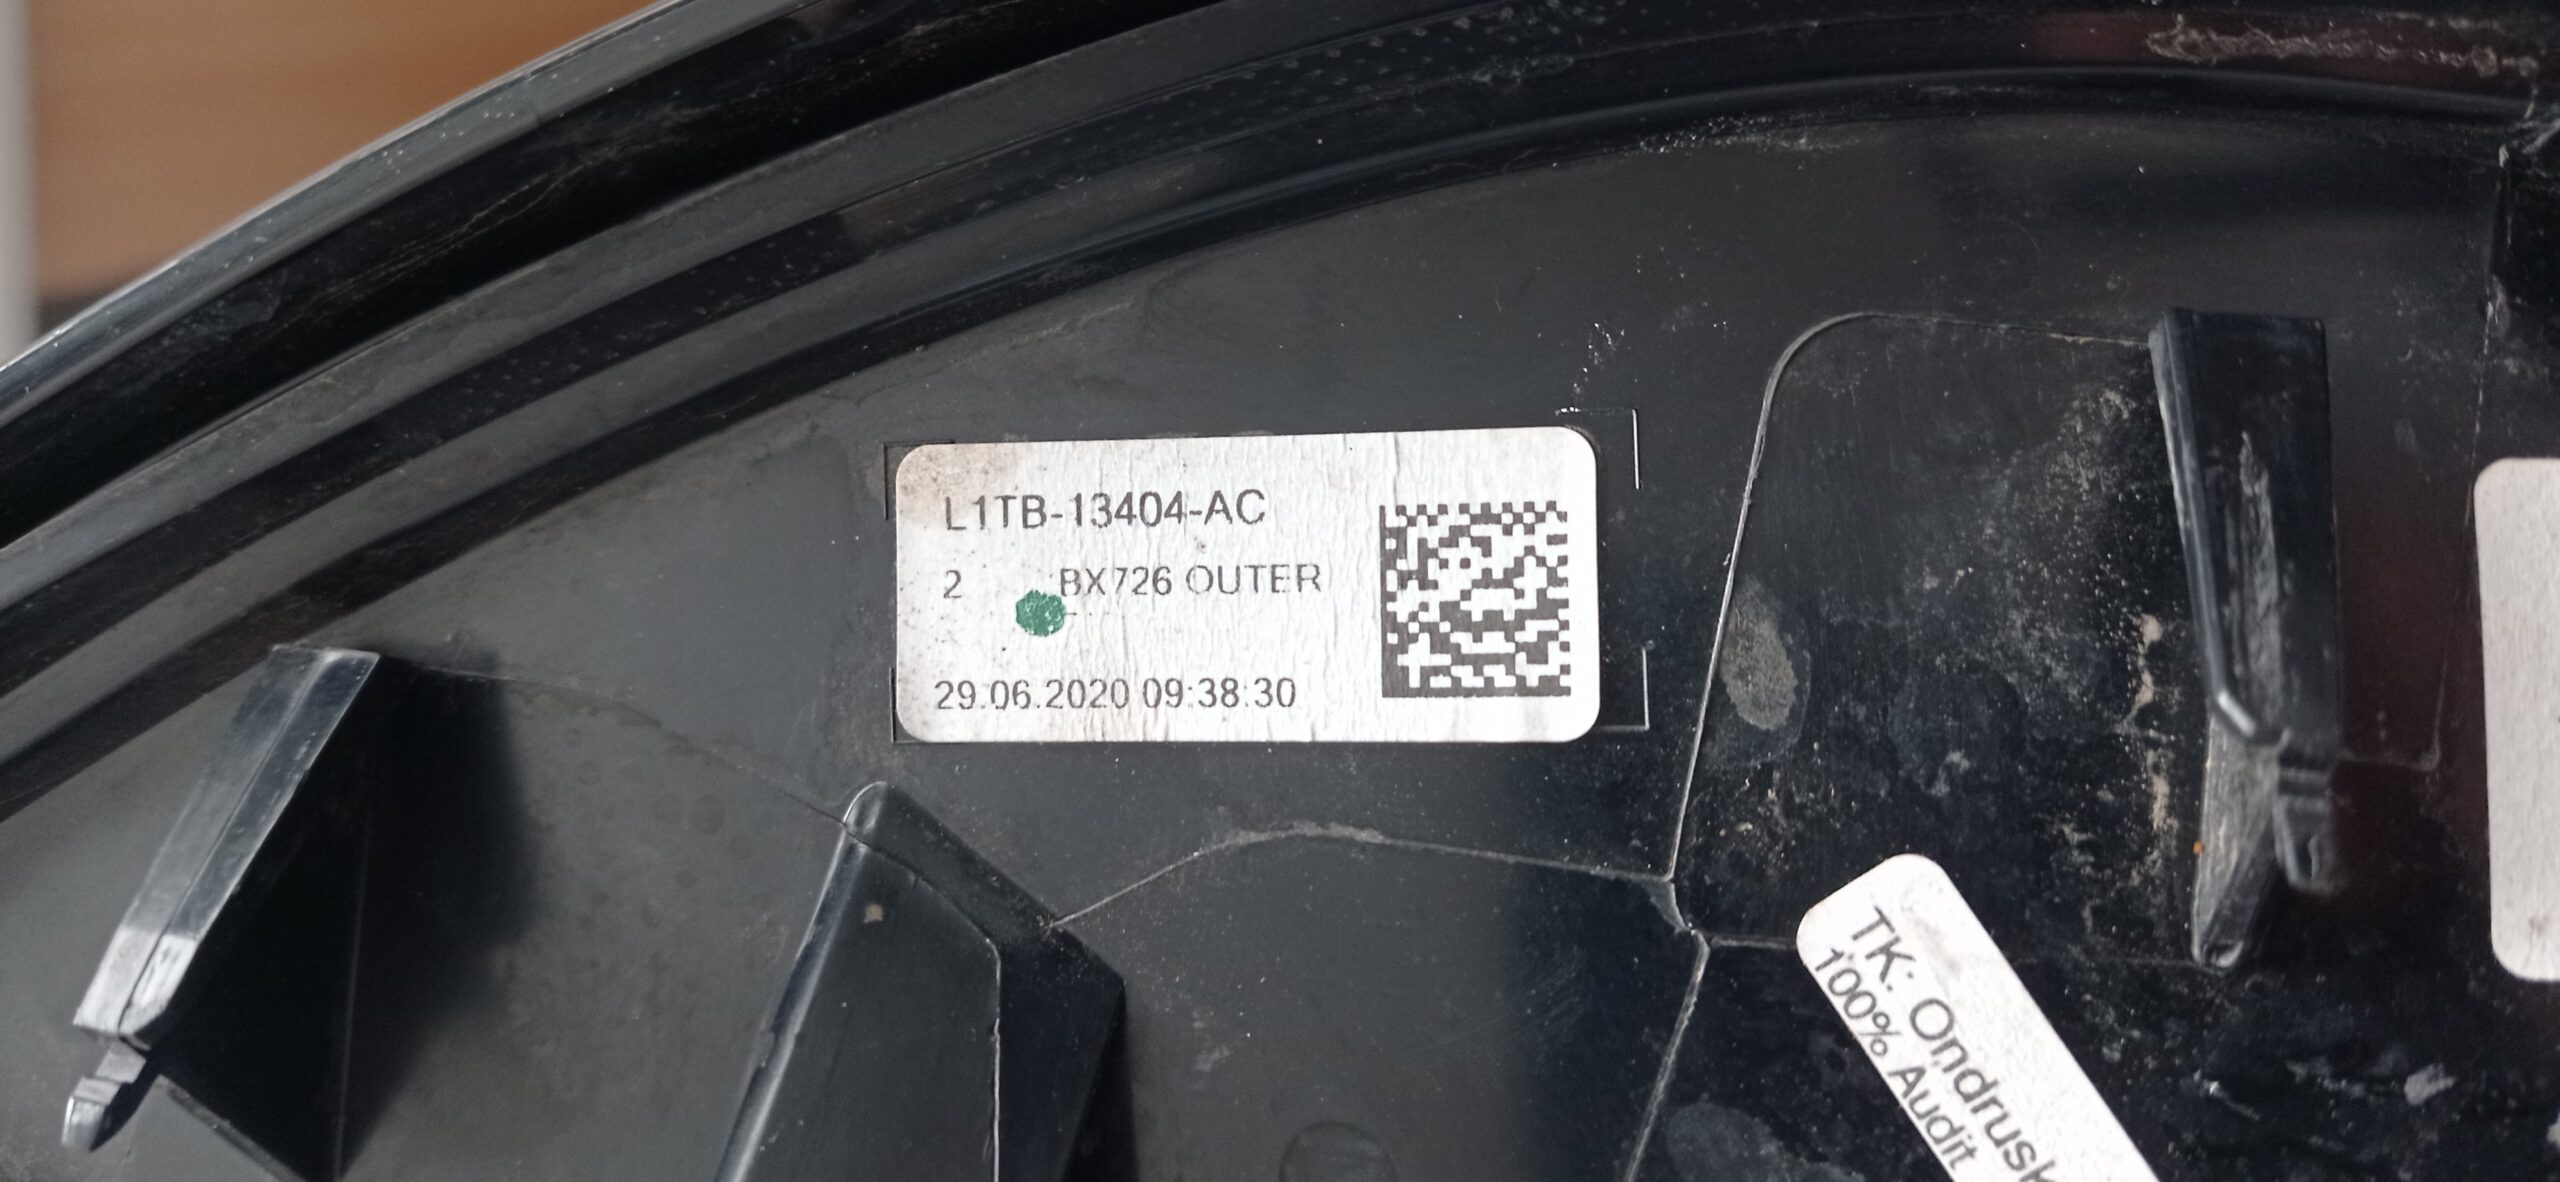 L1TB-13404-AC
2 BX726 OUTER
29.06.2020 09:38:30
TK: Ondrusk
100% Audit